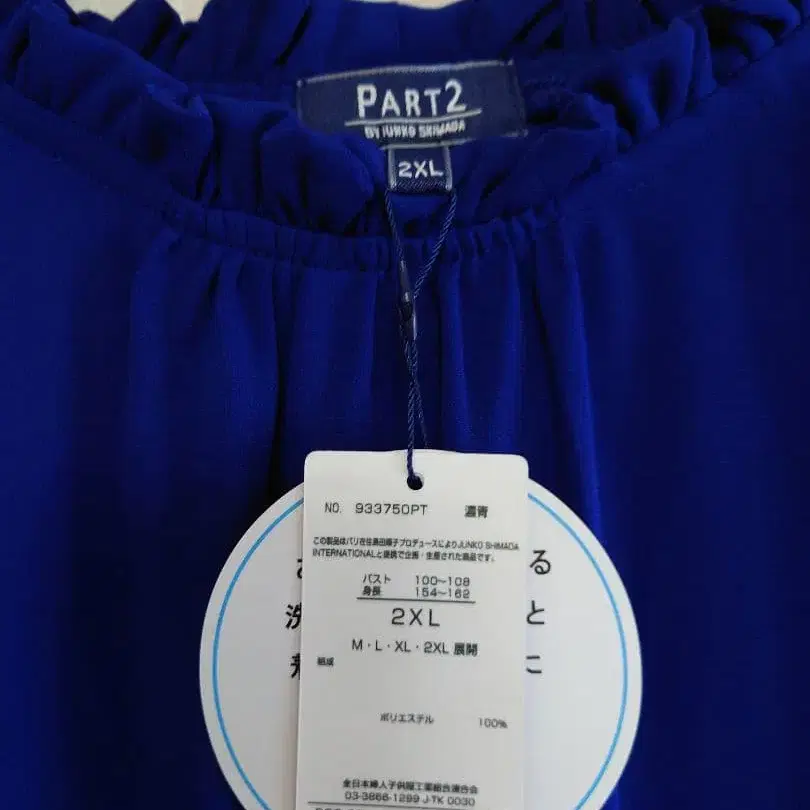 PART2
BY JUNKO SHIMADA
2XL
NO. 933750PT 濃青
この製品はパリ在住島田順子プロデュースによりJUNKO SHIMADA
INTERNATIONALと提携で企画・生産された商品です。
バスト 100〜108
身長 154〜162
2XL
M・L・XL・2XL 展開
組成
ポリエステル 100%
全日本婦人子供服工業組合連合会
03-3866-1299 J-TK 0030
る
洗 と
に